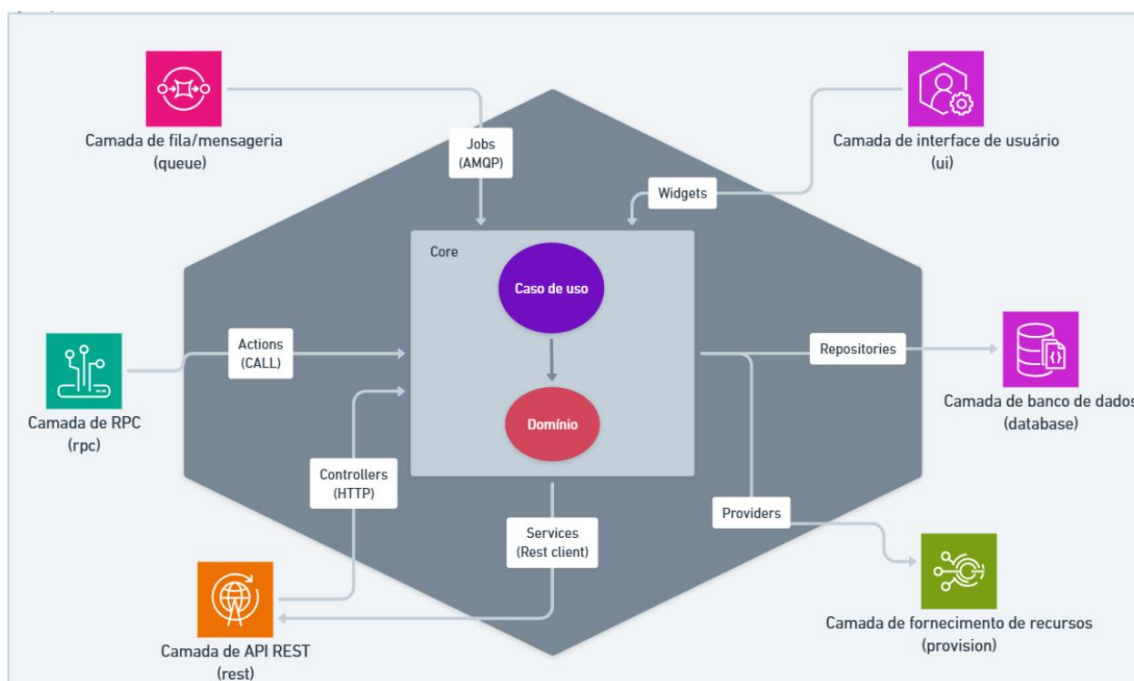 Camada de fila/mensageria
(queue)
Jobs
(AMQP)
Camada de interface de usuário
(ui)
Widgets
Core
Caso de uso
Actions
(CALL)
Repositories
Camada de RPC
(rpc)
Domínio
Camada de banco de dados
(database)
Controllers
(HTTP)
Providers
Services
(Rest client)
Camada de API REST
(rest)
Camada de fornecimento de recursos
(provision)